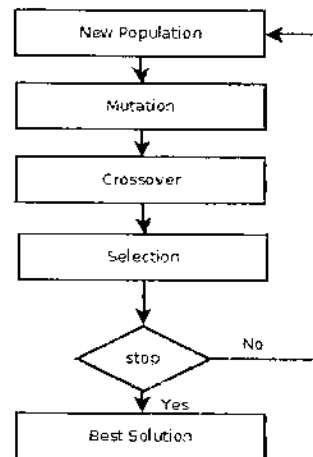 New Population
Mutation
Crossover
Selection
stop
No
Yes
Best Solution